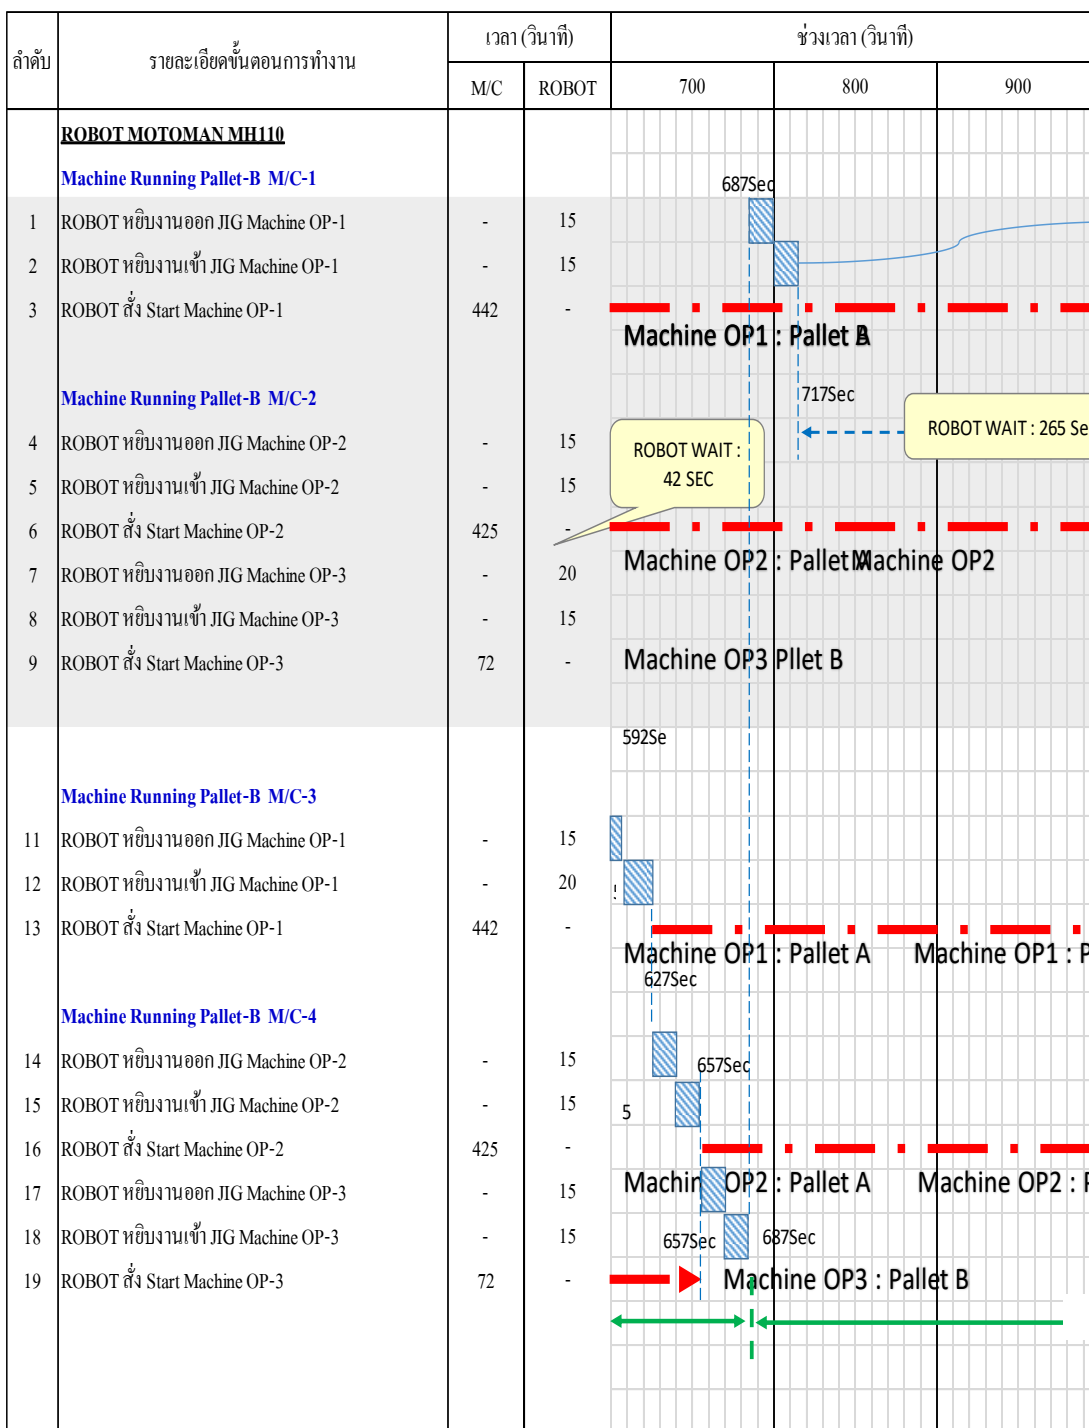 ลำดับ รายละเอียดขั้นตอนการทำงาน เวลา (วินาที) ช่วงเวลา (วินาที)
M/C ROBOT 700 800 900
ROBOT MOTOMAN MH110
Machine Running Pallet-B M/C-1
687Sec
1 ROBOT หยิบงานออก JIG Machine OP-1 - 15
2 ROBOT หยิบงานเข้า JIG Machine OP-1 - 15
3 ROBOT สั่ง Start Machine OP-1 442 -
Machine OP1 : Pallet
Machine Running Pallet-B M/C-2
717Sec
4 ROBOT หยิบงานออก JIG Machine OP-2 - 15
ROBOT WAIT :
42 SEC
ROBOT WAIT : 265 Se
5 ROBOT หยิบงานเข้า JIG Machine OP-2 - 15
6 ROBOT สั่ง Start Machine OP-2 425 -
Machine OP2 : Pallet A Machine OP2
7 ROBOT หยิบงานออก JIG Machine OP-3 - 20
8 ROBOT หยิบงานเข้า JIG Machine OP-3 - 15
9 ROBOT สั่ง Start Machine OP-3 72 - Machine OP3 Pllet B
592Se
Machine Running Pallet-B M/C-3
11 ROBOT หยิบงานออก JIG Machine OP-1 - 15
12 ROBOT หยิบงานเข้า JIG Machine OP-1 - 20
13 ROBOT สั่ง Start Machine OP-1 442 -
Machine OP1 : Pallet A Machine OP1 : P
627Sec
Machine Running Pallet-B M/C-4
14 ROBOT หยิบงานออก JIG Machine OP-2 - 15
657Sec
15 ROBOT หยิบงานเข้า JIG Machine OP-2 - 15
5
16 ROBOT สั่ง Start Machine OP-2 425 -
Machine OP2 : Pallet A Machine OP2 : P
17 ROBOT หยิบงานออก JIG Machine OP-3 - 15
18 ROBOT หยิบงานเข้า JIG Machine OP-3 - 15
657Sec 687Sec
19 ROBOT สั่ง Start Machine OP-3 72 - Machine OP3 : Pallet B